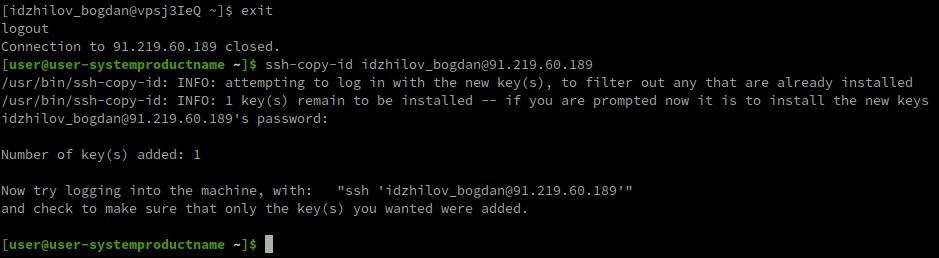 [idzhilov_bogdan@vpsj3IeQ ~]$ exit
logout
Connection to 91.219.60.189 closed.
[user@user-systemproductname ~]$ ssh-copy-id idzhilov_bogdan@91.219.60.189
/usr/bin/ssh-copy-id: INFO: attempting to log in with the new key(s), to filter out any that are already installed
/usr/bin/ssh-copy-id: INFO: 1 key(s) remain to be installed -- if you are prompted now it is to install the new keys
idzhilov_bogdan@91.219.60.189's password:
Number of key(s) added: 1
Now try logging into the machine, with:   "ssh 'idzhilov_bogdan@91.219.60.189'"
and check to make sure that only the key(s) you wanted were added.
[user@user-systemproductname ~]$